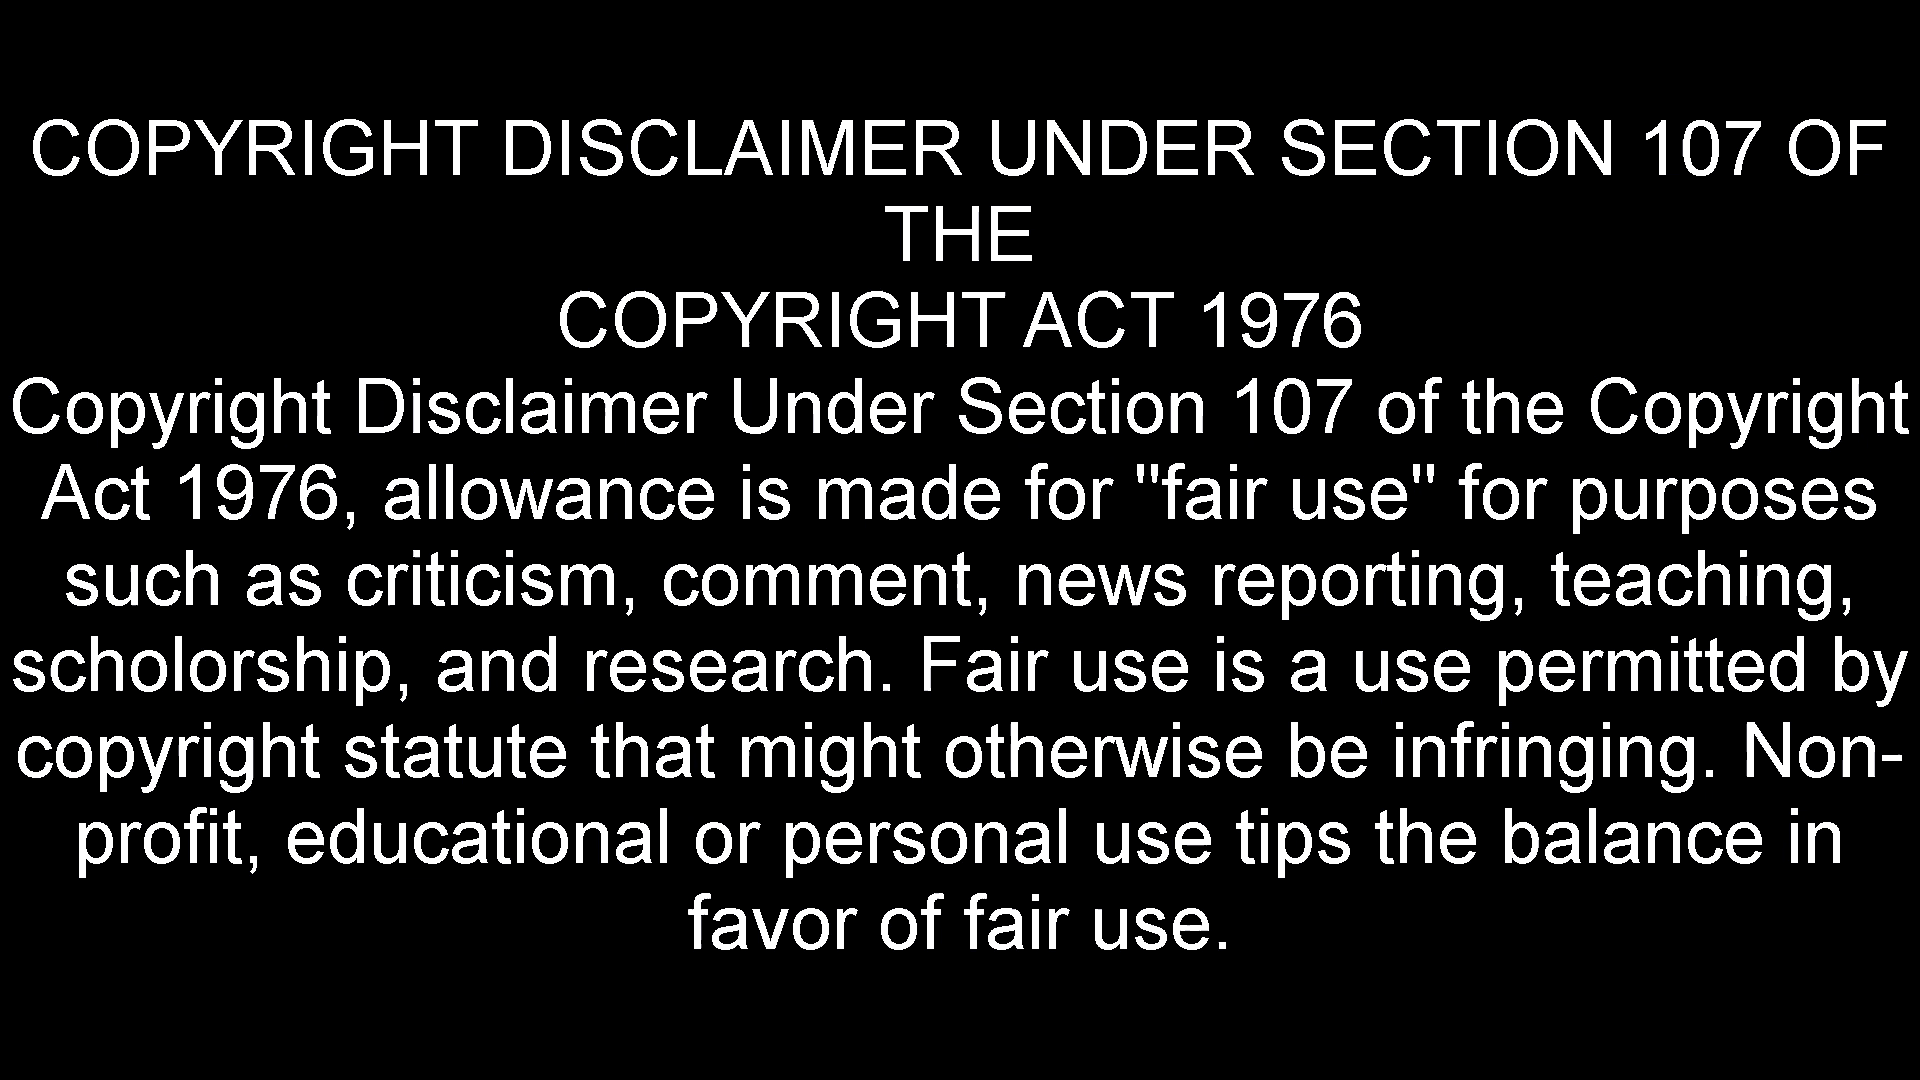 COPYRIGHT DISCLAIMER UNDER SECTION 107 OF
THE
COPYRIGHT ACT 1976
Copyright Disclaimer Under Section 107 of the Copyright
Act 1976, allowance is made for "fair use" for purposes
such as criticism, comment, news reporting, teaching,
scholorship, and research. Fair use is a use permitted by
copyright statute that might otherwise be infringing. Non-
profit, educational or personal use tips the balance in
favor of fair use.